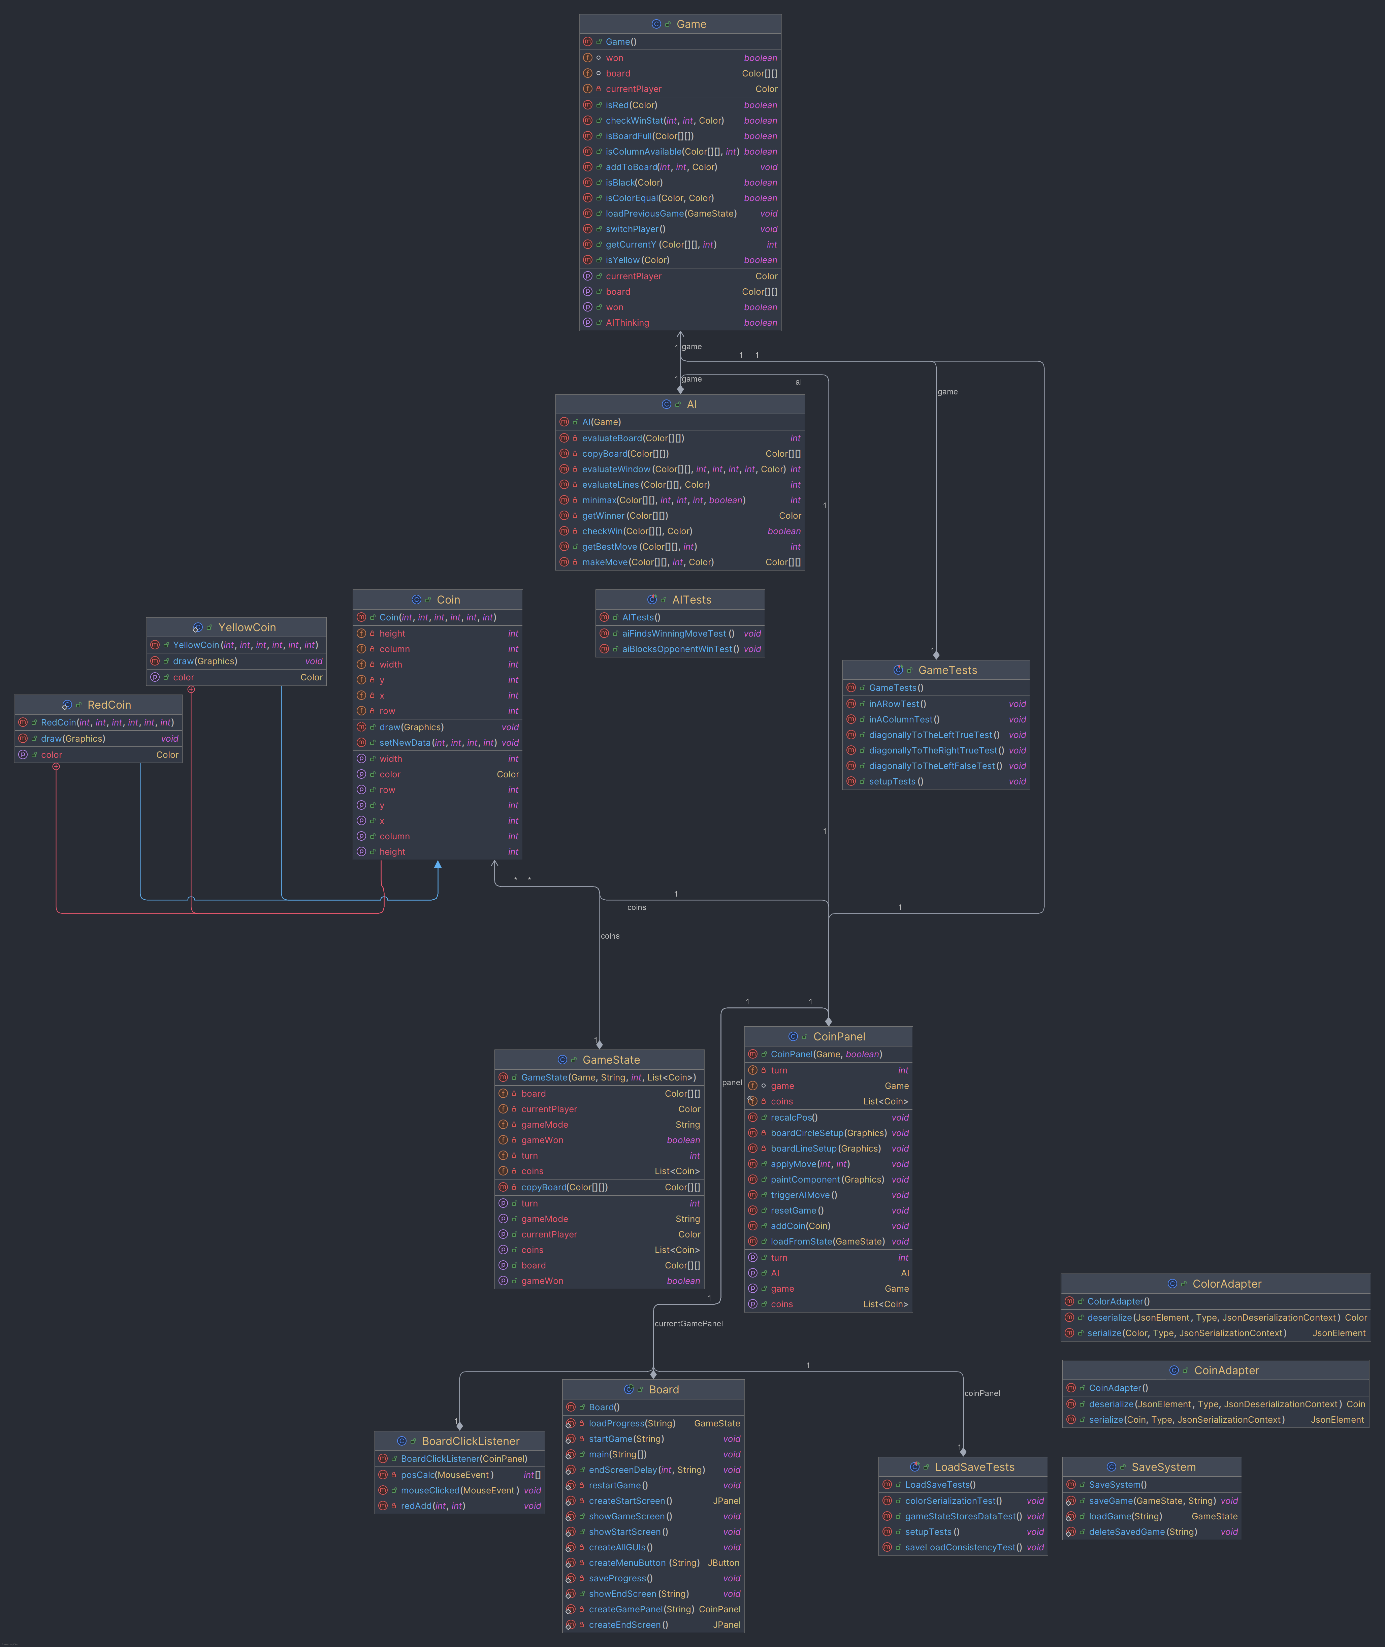 Game
Game()
won boolean
board Color[][]
currentPlayer Color
isRed(Color) boolean
checkWinStat(int, int, Color) boolean
isBoardFull(Color[][]) boolean
isColumnAvailable(Color[][], int) boolean
addToBoard(int, int, Color) void
isBlack(Color) boolean
isColorEqual(Color, Color) boolean
loadPreviousGame(GameState) void
switchPlayer() void
getCurrentY(Color[][], int) int
isYellow(Color) boolean
currentPlayer Color
board Color[][]
won boolean
AIThinking boolean
1 game
1 1
1 game
ai
game
AI
AI(Game)
evaluateBoard(Color[][]) int
copyBoard(Color[][]) Color[][]
evaluateWindow(Color[][], int, int, int, int, Color) int
evaluateLines(Color[][], Color) int
minimax(Color[][], int, int, int, boolean) int
getWinner(Color[][]) Color
checkWin(Color[][], Color) boolean
getBestMove(Color[][], int) int
makeMove(Color[][], int, Color) Color[][]
1
AITests
AITests()
aiFindsWinningMoveTest() void
aiBlocksOpponentWinTest() void
Coin
Coin(int, int, int, int, int, int)
height int
column int
width int
y int
x int
row int
draw(Graphics) void
setNewData(int, int, int, int) void
width int
color Color
row int
y int
x int
column int
height int
YellowCoin
YellowCoin(int, int, int, int, int, int)
draw(Graphics) void
color Color
RedCoin
RedCoin(int, int, int, int, int, int)
draw(Graphics) void
color Color
1
GameTests
GameTests()
inARowTest() void
inAColumnTest() void
diagonallyToTheLeftTrueTest() void
diagonallyToTheRightTrueTest() void
diagonallyToTheLeftFalseTest() void
setupTests() void
1
* *
1
coins
1
coins
1
GameState
GameState(Game, String, int, List<Coin>)
board Color[][]
currentPlayer Color
gameMode String
gameWon boolean
turn int
coins List<Coin>
copyBoard(Color[][]) Color[][]
turn int
gameMode String
currentPlayer Color
coins List<Coin>
board Color[][]
gameWon boolean
1 1
panel
CoinPanel
CoinPanel(Game, boolean)
turn int
game Game
coins List<Coin>
recalcPos() void
boardCircleSetup(Graphics) void
boardLineSetup(Graphics) void
applyMove(int, int) void
paintComponent(Graphics) void
triggerAIMove() void
resetGame() void
addCoin(Coin) void
loadFromState(GameState) void
turn int
AI AI
game Game
coins List<Coin>
ColorAdapter
ColorAdapter()
deserialize(JsonElement, Type, JsonDeserializationContext) Color
serialize(Color, Type, JsonSerializationContext) JsonElement
1
currentGamePanel
1
coinPanel
CoinAdapter
CoinAdapter()
deserialize(JsonElement, Type, JsonDeserializationContext) Coin
serialize(Coin, Type, JsonSerializationContext) JsonElement
1
BoardClickListener
BoardClickListener(CoinPanel)
posCalc(MouseEvent) int[]
mouseClicked(MouseEvent) void
redAdd(int, int) void
Board
Board()
loadProgress(String) GameState
startGame(String) void
main(String[]) void
endScreenDelay(int, String) void
restartGame() void
createStartScreen() JPanel
showGameScreen() void
showStartScreen() void
createAllGUIs() void
createMenuButton(String) JButton
saveProgress() void
showEndScreen(String) void
createGamePanel(String) CoinPanel
createEndScreen() JPanel
1
LoadSaveTests
LoadSaveTests()
colorSerializationTest() void
gameStateStoresDataTest() void
setupTests() void
saveLoadConsistencyTest() void
SaveSystem
SaveSystem()
saveGame(GameState, String) void
loadGame(String) GameState
deleteSavedGame(String) void